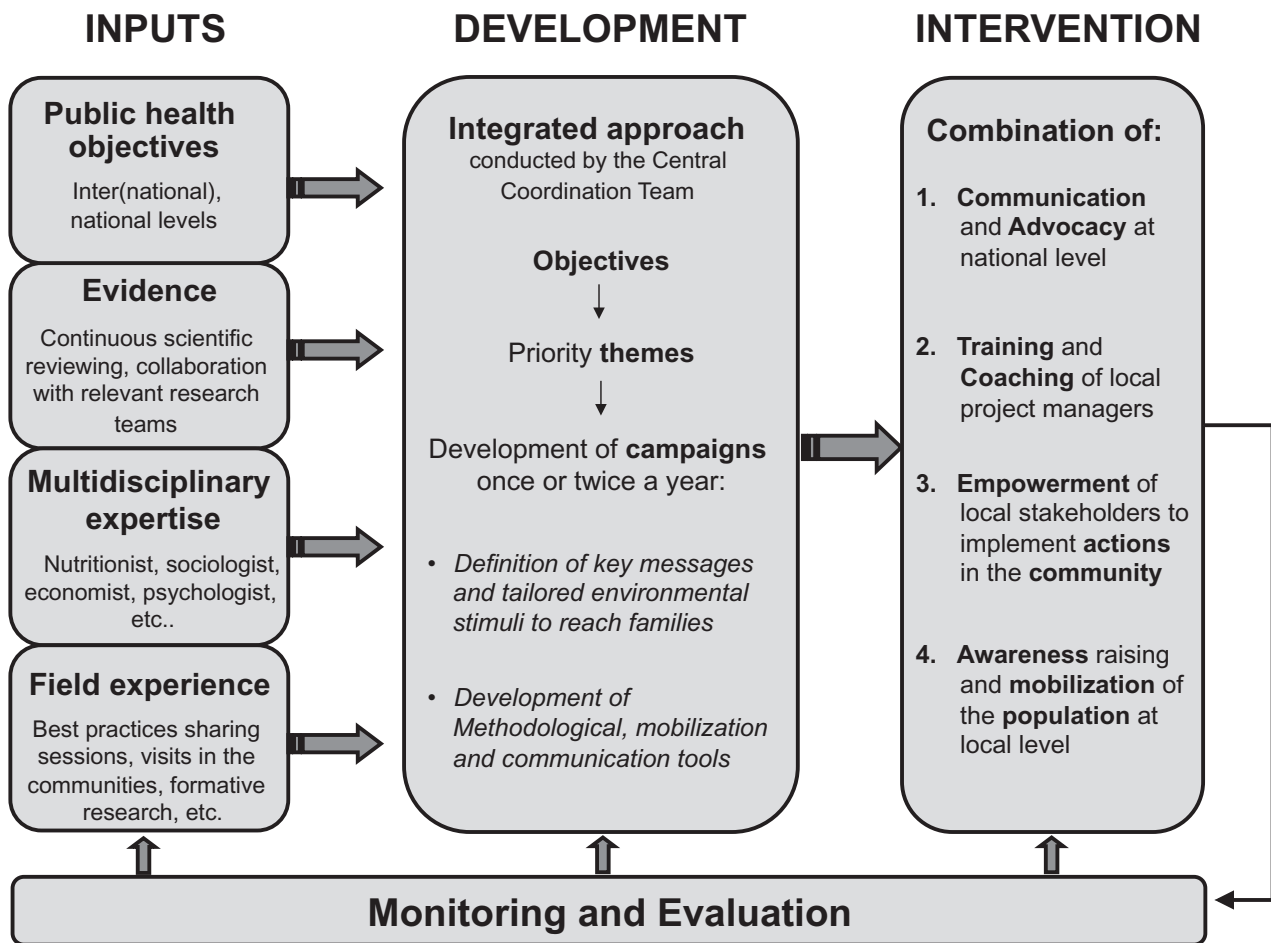 INPUTS
DEVELOPMENT
INTERVENTION
Public health
objectives
Inter(national),
national levels
Evidence
Continuous scientific
reviewing, collaboration
with relevant research
teams
Multidisciplinary
expertise
Nutritionist, sociologist,
economist, psychologist,
etc..
Field experience
Best practices sharing
sessions, visits in the
communities, formative
research, etc.
Integrated approach
conducted by the Central
Coordination Team
Objectives
Priority themes
Development of campaigns
once or twice a year:
• Definition of key messages
and tailored environmental
stimuli to reach families
• Development of
Methodological, mobilization
and communication tools
Combination of:
1. Communication
and Advocacy at
national level
2. Training and
Coaching of local
project managers
3. Empowerment of
local stakeholders to
implement actions
in the community
4. Awareness raising
and mobilization of
the population at
local level
Monitoring and Evaluation